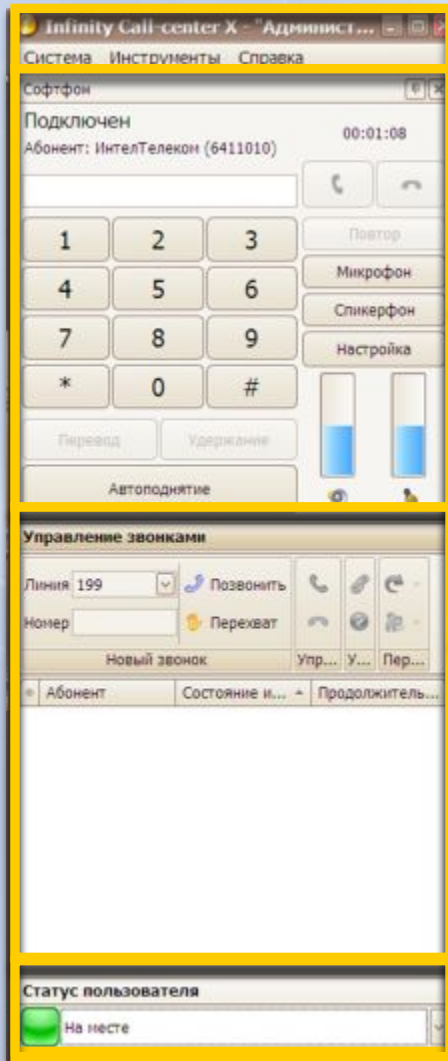 Infinity Call-center X - "Админист...
Система Инструменты Справка
Софтфон
Подключен
00:01:08
Абонент: ИнтелТелеком (6411010)
1 2 3
Повтор
4 5 6
Микрофон
Спикерфон
7 8 9
Настройка
* 0 #
Перевод Удержание
Автоподнятие
Управление звонками
Линия 199 Позвонить
Номер Перехват
Новый звонок Упр... У... Пер...
Абонент Состояние и... Продолжитель...
Статус пользователя
На месте